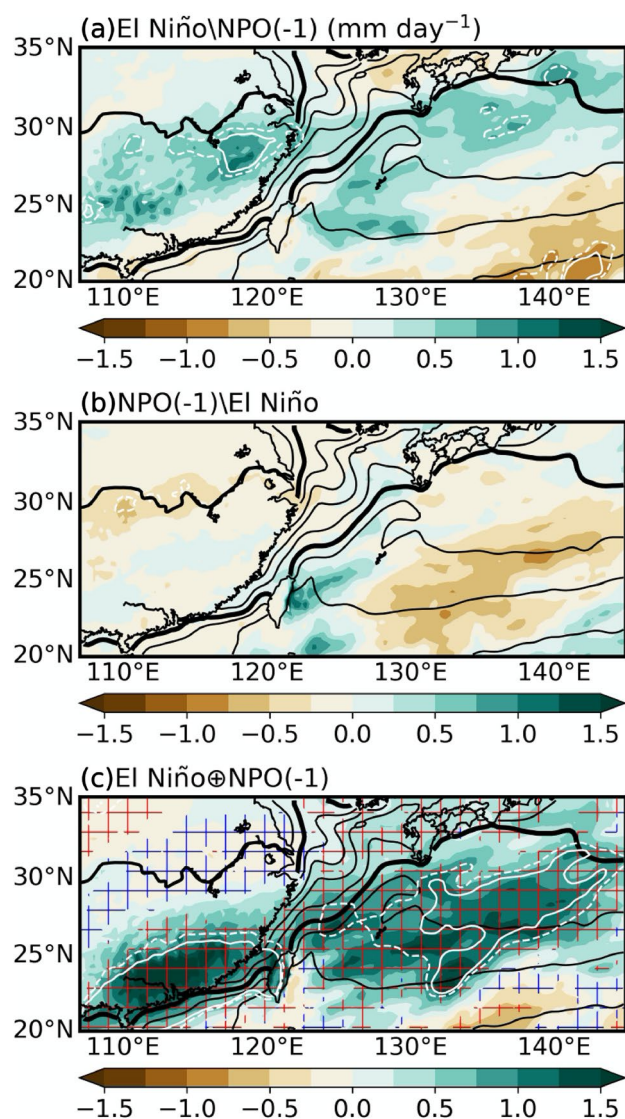 (a)El Niño\NPO(-1) (mm day⁻¹)
35°N
30°N
25°N
20°N
110°E 120°E 130°E 140°E
−1.5 −1.0 −0.5 0.0 0.5 1.0 1.5
(b)NPO(-1)\El Niño
35°N
30°N
25°N
20°N
110°E 120°E 130°E 140°E
−1.5 −1.0 −0.5 0.0 0.5 1.0 1.5
(c)El Niño⊕NPO(-1)
35°N
30°N
25°N
20°N
110°E 120°E 130°E 140°E
−1.5 −1.0 −0.5 0.0 0.5 1.0 1.5